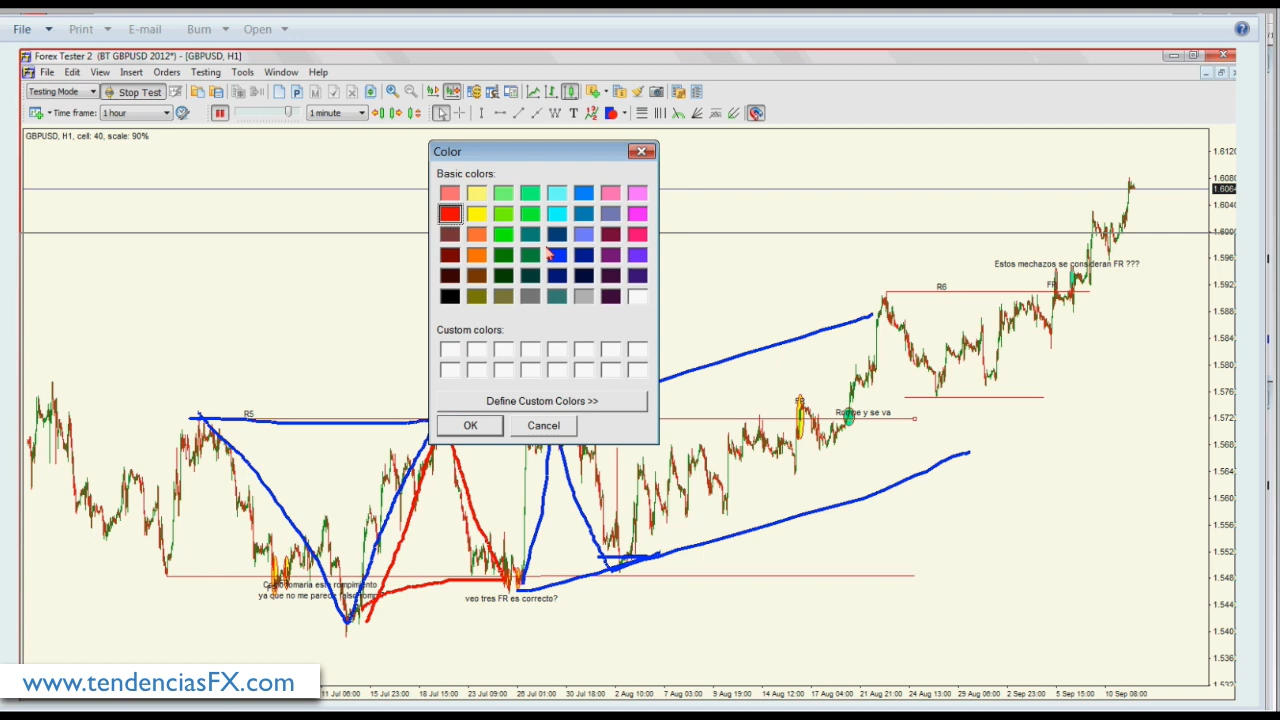 File Print E-mail Burn Open
Forex Tester 2 (BT GBPUSD 2012*) - [GBPUSD, H1]
File Edit View Insert Orders Testing Tools Window Help
Testing Mode Stop Test
Time frame: 1 hour 1 minute
GBPUSD, H1, cell: 40, scale: 90%
Color
Basic colors:
Custom colors:
Define Custom Colors >>
OK Cancel
1.6120
1.6080
1.6064
1.6040
1.6000
1.5960
1.5920
1.5880
1.5840
1.5800
1.5760
1.5720
1.5680
1.5640
1.5600
1.5560
1.5520
1.5480
1.5440
1.5400
1.5360
1.5320
Estos mechazos se consideran FR ???
FR
R6
R5
Rompe y se va
ya que no me parece falso romp
veo tres FR es correcto?
11 Jul 06:00 15 Jul 23:00 18 Jul 15:00 23 Jul 09:00 26 Jul 01:00 30 Jul 18:00 2 Aug 10:00 7 Aug 03:00 9 Aug 19:00 14 Aug 12:00 17 Aug 04:00 21 Aug 21:00 24 Aug 13:00 29 Aug 06:00 2 Sep 23:00 5 Sep 15:00 10 Sep 08:00
www.tendenciasFX.com